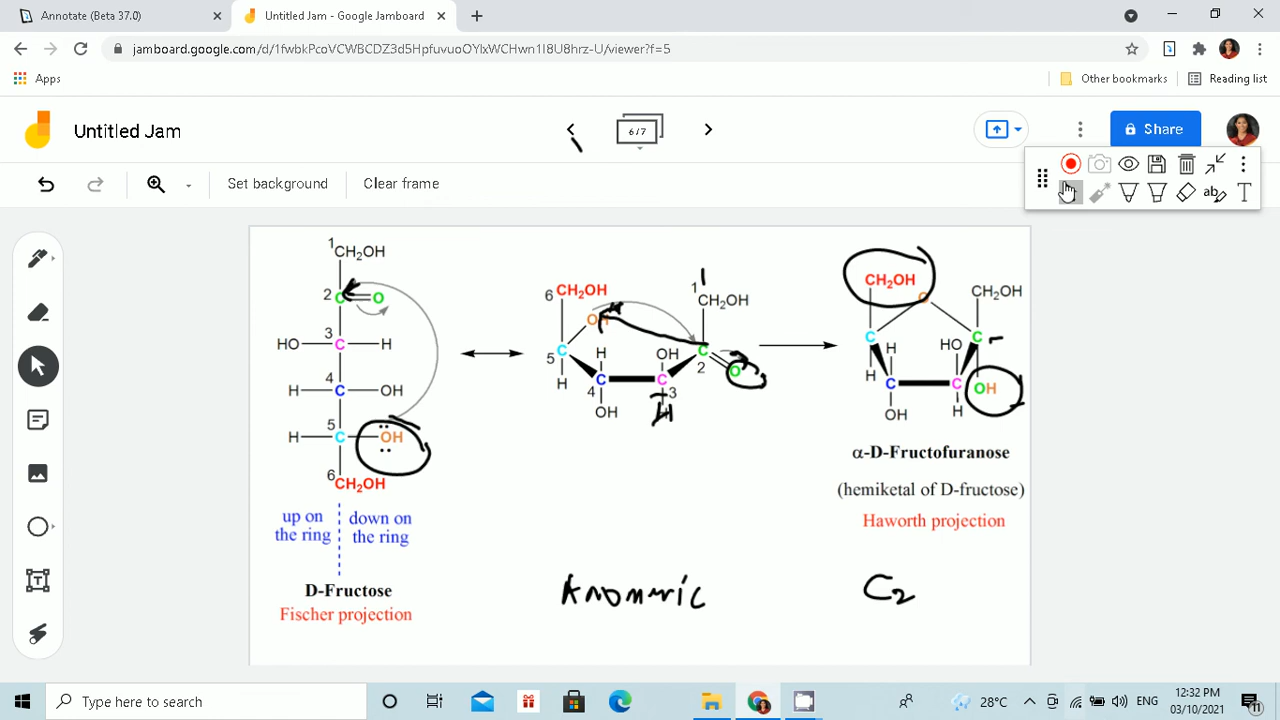 Annotate (Beta 37.0)
Untitled Jam - Google Jamboard
jamboard.google.com/d/1fwbkPcoVCWBCDZ3d5HpfuvuoOYlxWCHwn1I8U8hrz-U/viewer?f=5
Apps
Other bookmarks
Reading list
Untitled Jam
6/7
Share
Set background
Clear frame
T
1
CH2OH
2 C O
3
HO C H
4
H C OH
5
H C OH
6
CH2OH
up on
the ring
down on
the ring
D-Fructose
Fischer projection
6 CH2OH
1
1
CH2OH
OH
H
OH
5 C
C
2
O
H
C
C
4
3
OH
H
H
Anomeric
CH2OH
O
CH2OH
C
C
H
HO
H
C
C
OH
OH
H
α-D-Fructofuranose
(hemiketal of D-fructose)
Haworth projection
C2
Type here to search
28°C
ENG
12:32 PM
03/10/2021
11